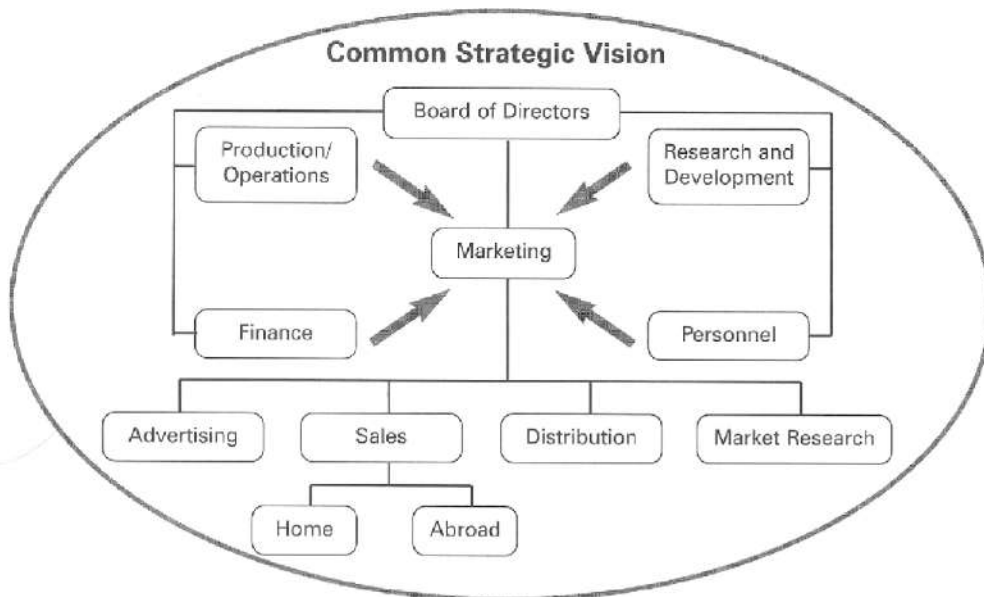 Common Strategic Vision
Board of Directors
Production/
Operations
Research and
Development
Marketing
Finance
Personnel
Advertising
Sales
Distribution
Market Research
Home
Abroad